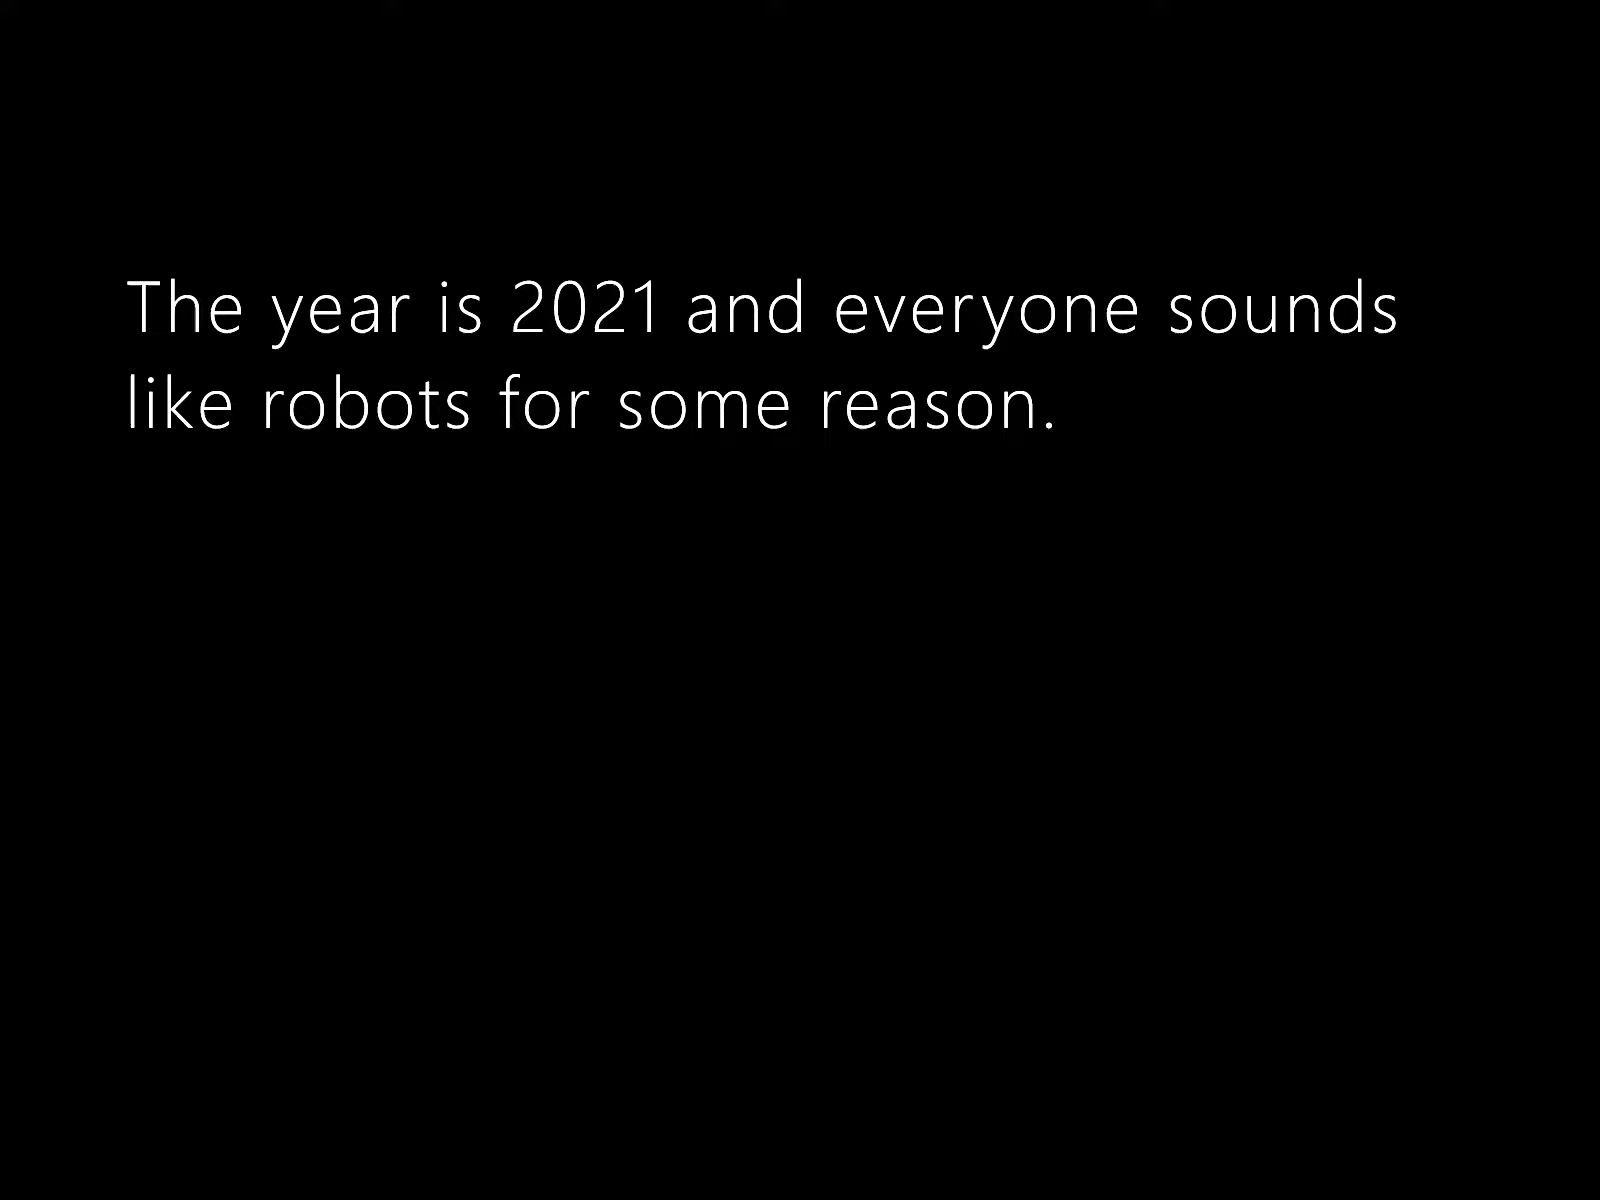 The year is 2021 and everyone sounds
like robots for some reason.